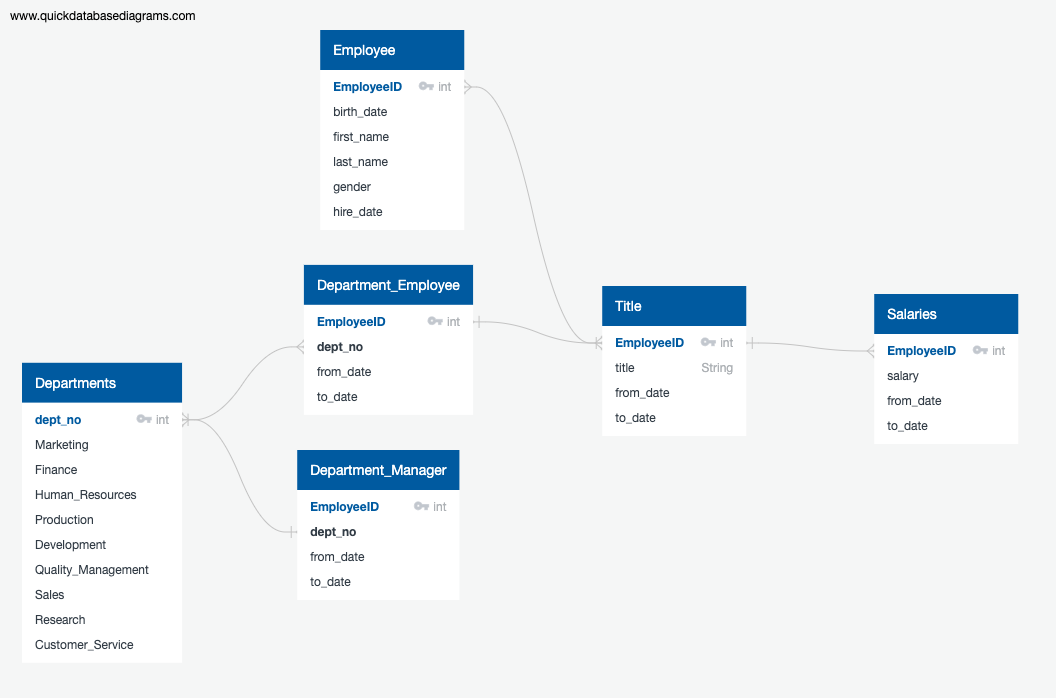 www.quickdatabasediagrams.com
Employee
EmployeeID int
birth_date
first_name
last_name
gender
hire_date
Department_Employee
EmployeeID int
dept_no
from_date
to_date
Title
EmployeeID int
title String
from_date
to_date
Salaries
EmployeeID int
salary
from_date
to_date
Departments
dept_no int
Marketing
Finance
Human_Resources
Production
Development
Quality_Management
Sales
Research
Customer_Service
Department_Manager
EmployeeID int
dept_no
from_date
to_date